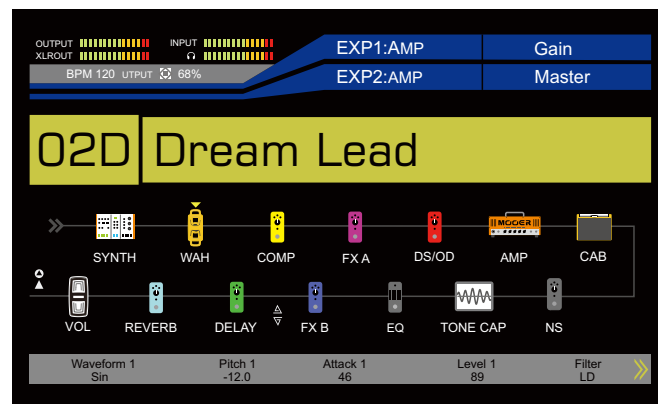 OUTPUT INPUT
XLROUT
BPM 120 UTPUT 68%
EXP1:AMP Gain
EXP2:AMP Master
02D Dream Lead
MOOER
SYNTH WAH COMP FX A DS/OD AMP CAB
VOL REVERB DELAY FX B EQ TONE CAP NS
Waveform 1 Pitch 1 Attack 1 Level 1 Filter
Sin -12.0 46 89 LD